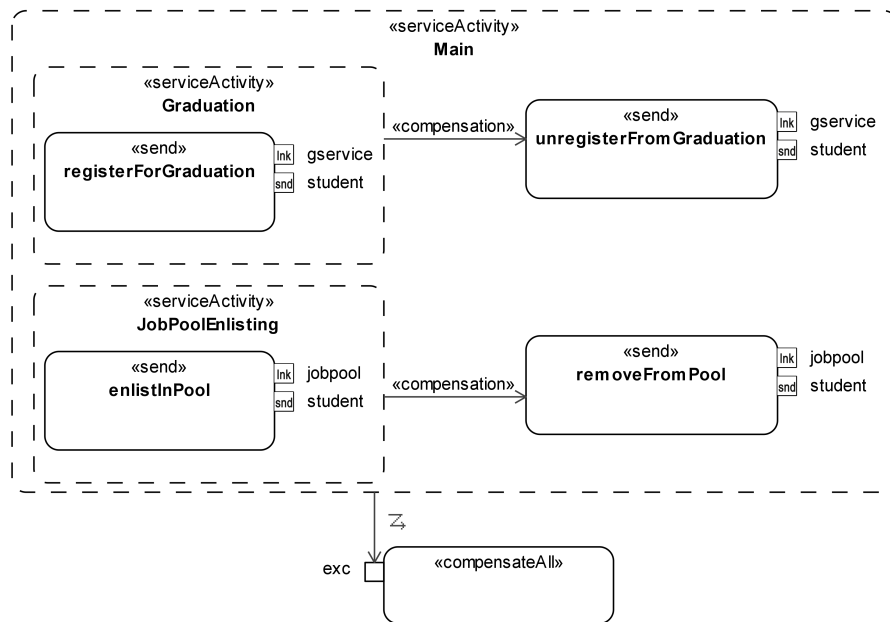 «serviceActivity»
Main
«serviceActivity»
Graduation
«send»
registerForGraduation
lnk gservice
snd student
«compensation»
«send»
unregisterFromGraduation
lnk gservice
snd student
«serviceActivity»
JobPoolEnlisting
«send»
enlistInPool
lnk jobpool
snd student
«compensation»
«send»
removeFromPool
lnk jobpool
snd student
exc
«compensateAll»